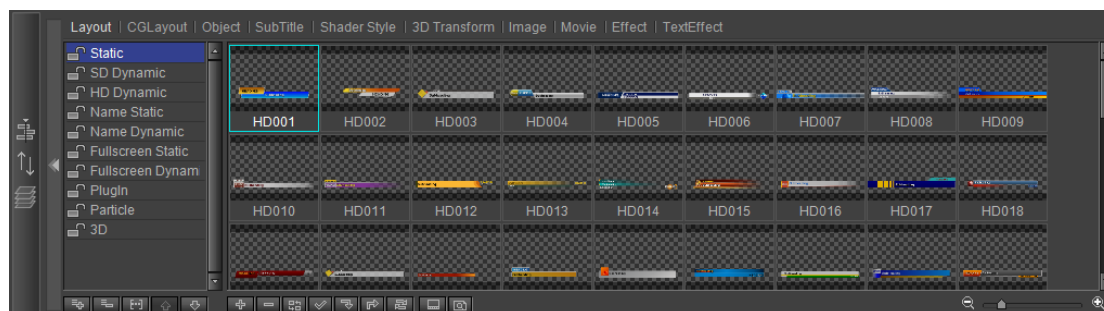 Layout | CGLayout | Object | SubTitle | Shader Style | 3D Transform | Image | Movie | Effect | TextEffect
Static
SD Dynamic
HD Dynamic
Name Static
Name Dynamic
Fullscreen Static
Fullscreen Dynami
PlugIn
Particle
3D
HD001 HD002 HD003 HD004 HD005 HD006 HD007 HD008 HD009
HD010 HD011 HD012 HD013 HD014 HD015 HD016 HD017 HD018